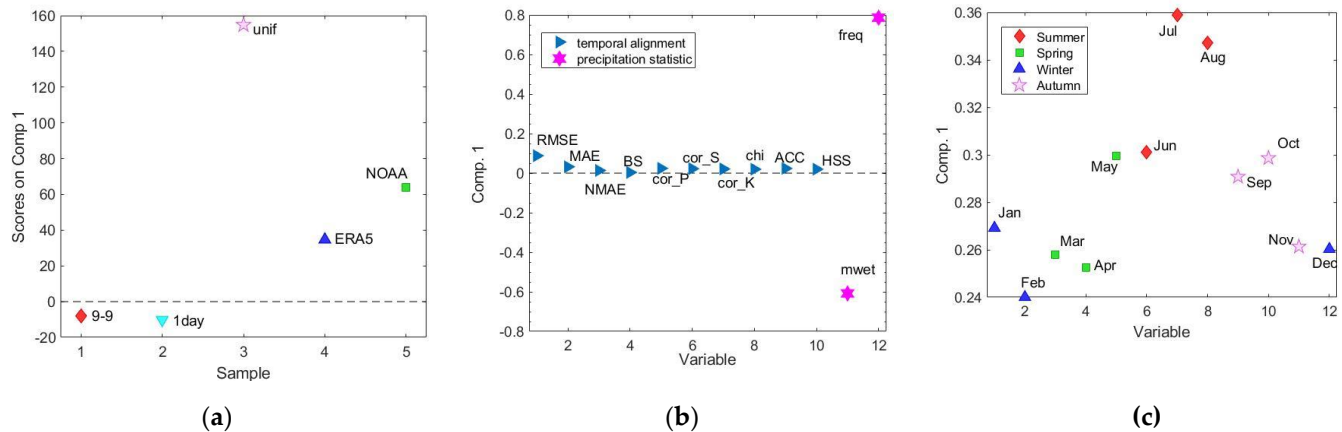 160
140
120
100
80
60
40
20
0
-20
Scores on Comp 1
unif
NOAA
ERA5
9-9
1day
1 2 3 4 5
Sample
(a)
0.8
0.6
0.4
0.2
0
-0.2
-0.4
-0.6
-0.8
Comp. 1
temporal alignment
precipitation statistic
freq
RMSE
MAE
NMAE
BS
cor_P
cor_S
cor_K
chi
ACC
HSS
mwet
2 4 6 8 10 12
Variable
(b)
0.36
0.34
0.32
0.3
0.28
0.26
0.24
Comp. 1
Summer
Spring
Winter
Autumn
Jul
Aug
Jun
May
Oct
Sep
Jan
Mar
Apr
Feb
Nov
Dec
2 4 6 8 10 12
Variable
(c)